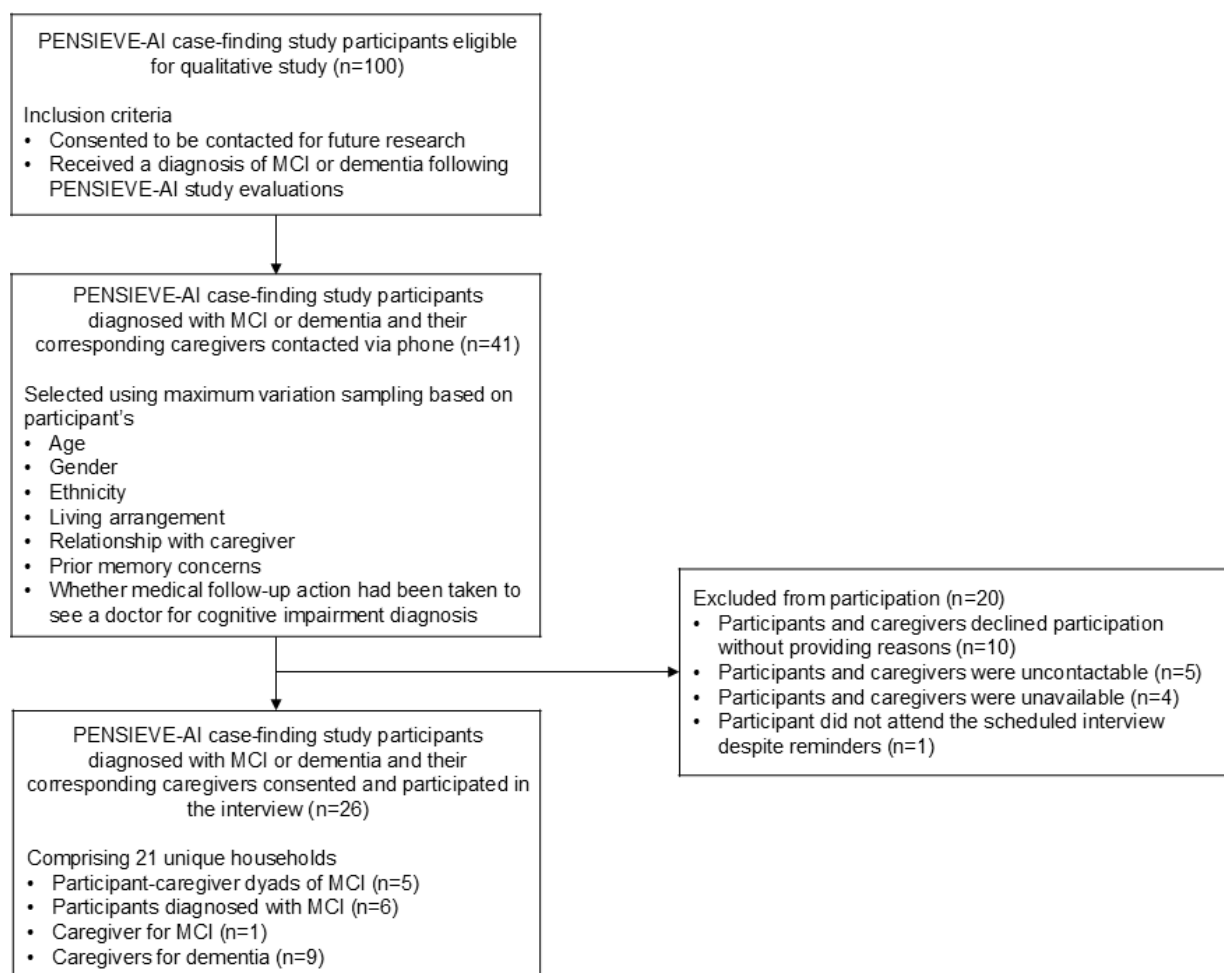 PENSIEVE-AI case-finding study participants eligible
for qualitative study (n=100)
Inclusion criteria
• Consented to be contacted for future research
• Received a diagnosis of MCI or dementia following
PENSIEVE-AI study evaluations
PENSIEVE-AI case-finding study participants
diagnosed with MCI or dementia and their
corresponding caregivers contacted via phone (n=41)
Selected using maximum variation sampling based on
participant's
• Age
• Gender
• Ethnicity
• Living arrangement
• Relationship with caregiver
• Prior memory concerns
• Whether medical follow-up action had been taken to
see a doctor for cognitive impairment diagnosis
Excluded from participation (n=20)
• Participants and caregivers declined participation
without providing reasons (n=10)
• Participants and caregivers were uncontactable (n=5)
• Participants and caregivers were unavailable (n=4)
• Participant did not attend the scheduled interview
despite reminders (n=1)
PENSIEVE-AI case-finding study participants
diagnosed with MCI or dementia and their
corresponding caregivers consented and participated in
the interview (n=26)
Comprising 21 unique households
• Participant-caregiver dyads of MCI (n=5)
• Participants diagnosed with MCI (n=6)
• Caregiver for MCI (n=1)
• Caregivers for dementia (n=9)